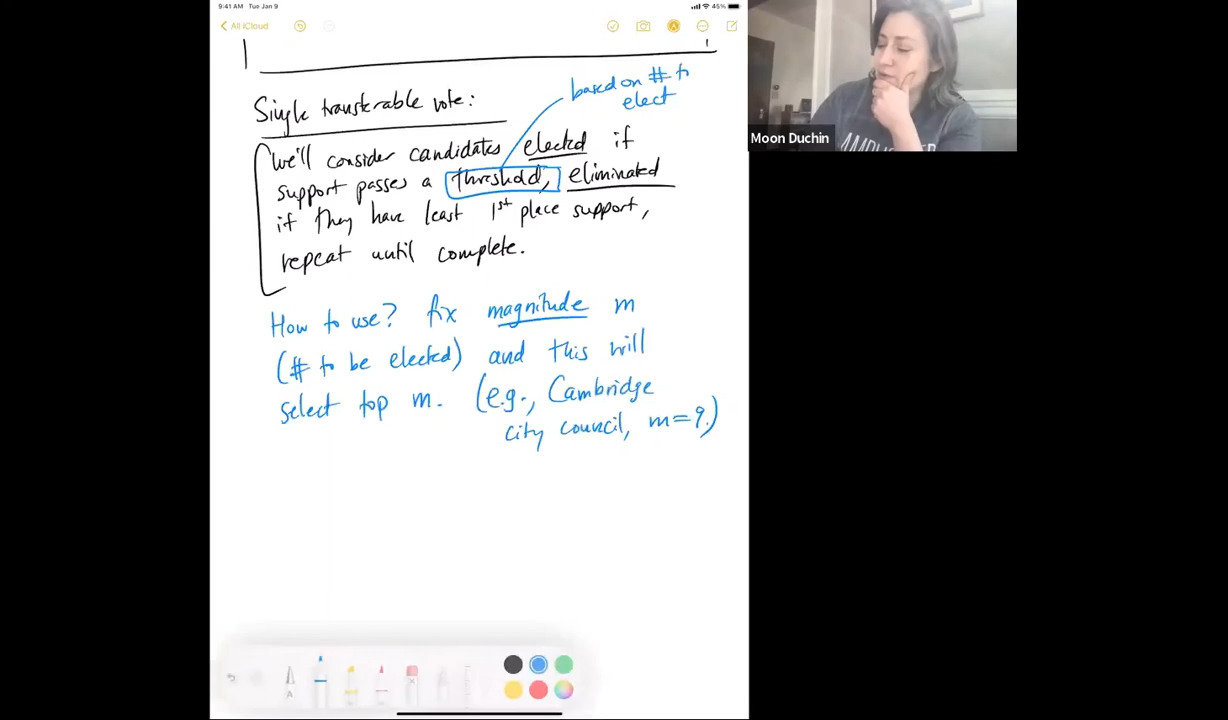 9:41 AM Tue Jan 9
45%
All iCloud
Single transferable vote:
based on # to
elect
we'll consider candidates elected if
support passes a threshold, eliminated
if they have least 1st place support,
repeat until complete.
How to use? fix magnitude m
(# to be elected) and this will
select top m. (e.g., Cambridge
city council, m=9.)
Moon Duchin
A